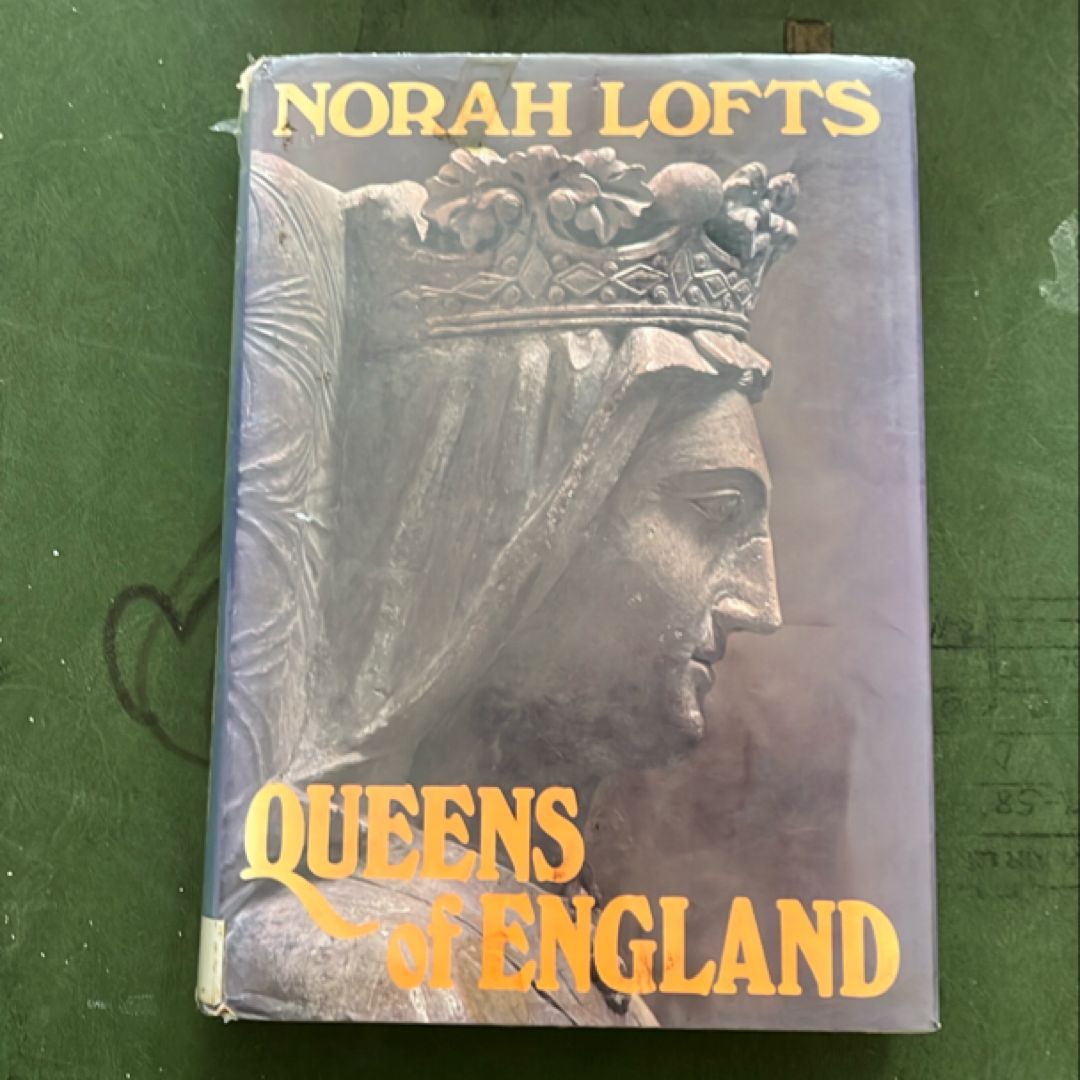 NORAH LOFTS
QUEENS
of ENGLAND